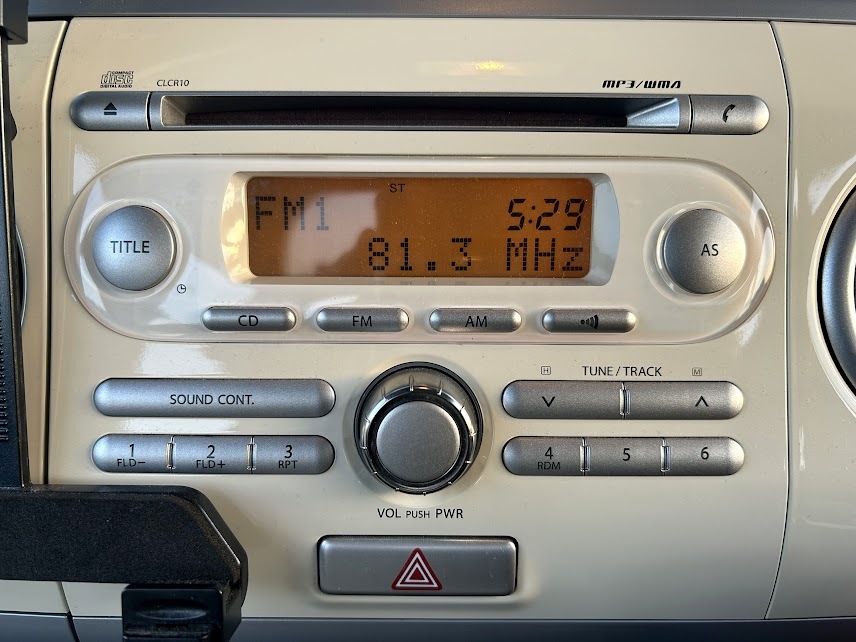 COMPACT
disc
DIGITAL AUDIO
CLCR10
MP3/WMA
ST
FM1 5:29
81.3 MHz
TITLE
AS
CD FM AM
SOUND CONT.
H TUNE/TRACK M
1 2 3
FLD− FLD+ RPT
4 5 6
RDM
VOL PUSH PWR